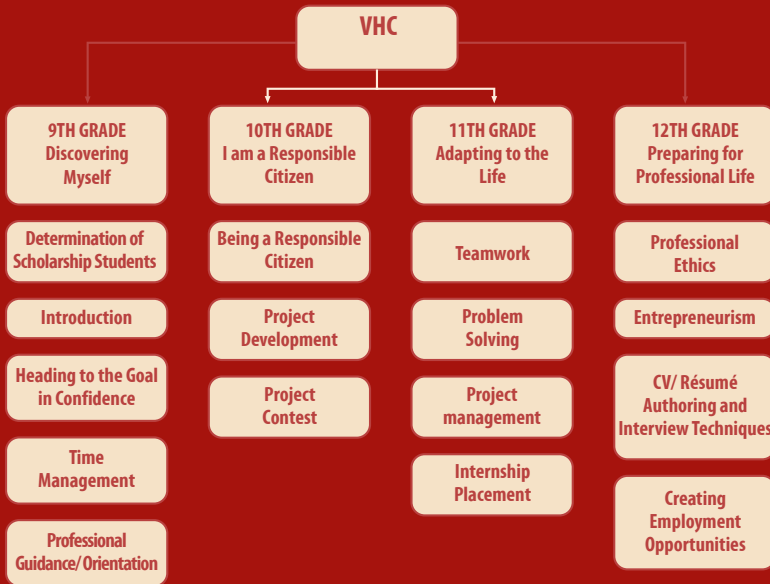 VHC
9TH GRADE
Discovering
Myself
Determination of
Scholarship Students
Introduction
Heading to the Goal
in Confidence
Time
Management
Professional
Guidance/Orientation
10TH GRADE
I am a Responsible
Citizen
Being a Responsible
Citizen
Project
Development
Project
Contest
11TH GRADE
Adapting to the
Life
Teamwork
Problem
Solving
Project
management
Internship
Placement
12TH GRADE
Preparing for
Professional Life
Professional
Ethics
Entrepreneurism
CV/ Résumé
Authoring and
Interview Techniques
Creating
Employment
Opportunities